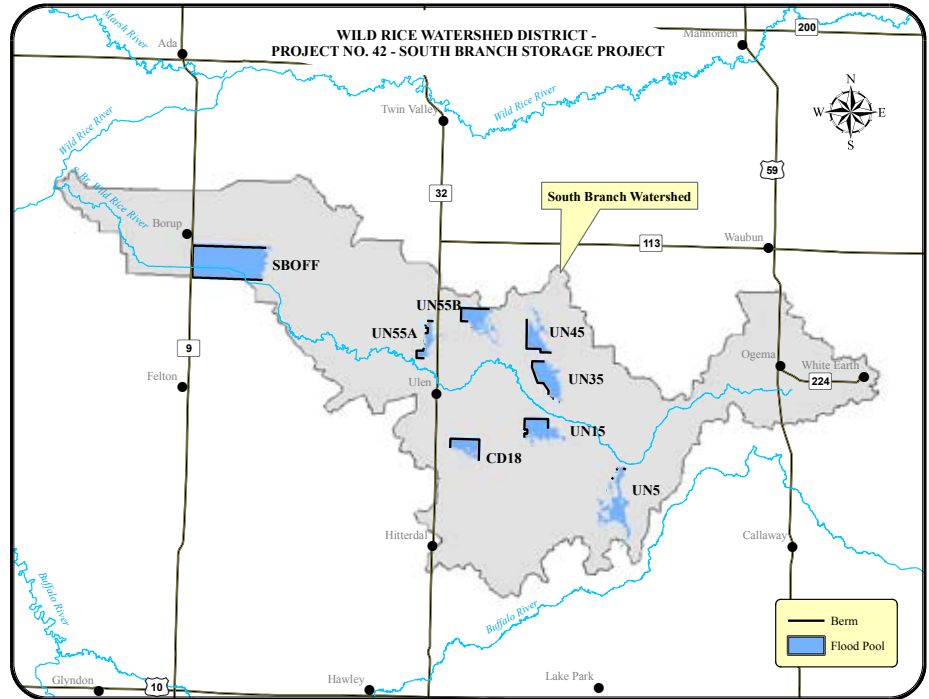 WILD RICE WATERSHED DISTRICT -
PROJECT NO. 42 - SOUTH BRANCH STORAGE PROJECT
Marsh River
Ada
Mahnomen
200
Twin Valley
Wild Rice River
N
W
E
S
Wild Rice River
59
S. Br. Wild Rice River
32
South Branch Watershed
Borup
113
Waubun
SBOFF
UN55B
UN55A
UN45
9
Ogema
White Earth
Felton
Ulen
UN35
224
UN15
CD18
UN5
Hitterdal
Callaway
Buffalo River
Buffalo River
Berm
Flood Pool
Glyndon
10
Hawley
Lake Park